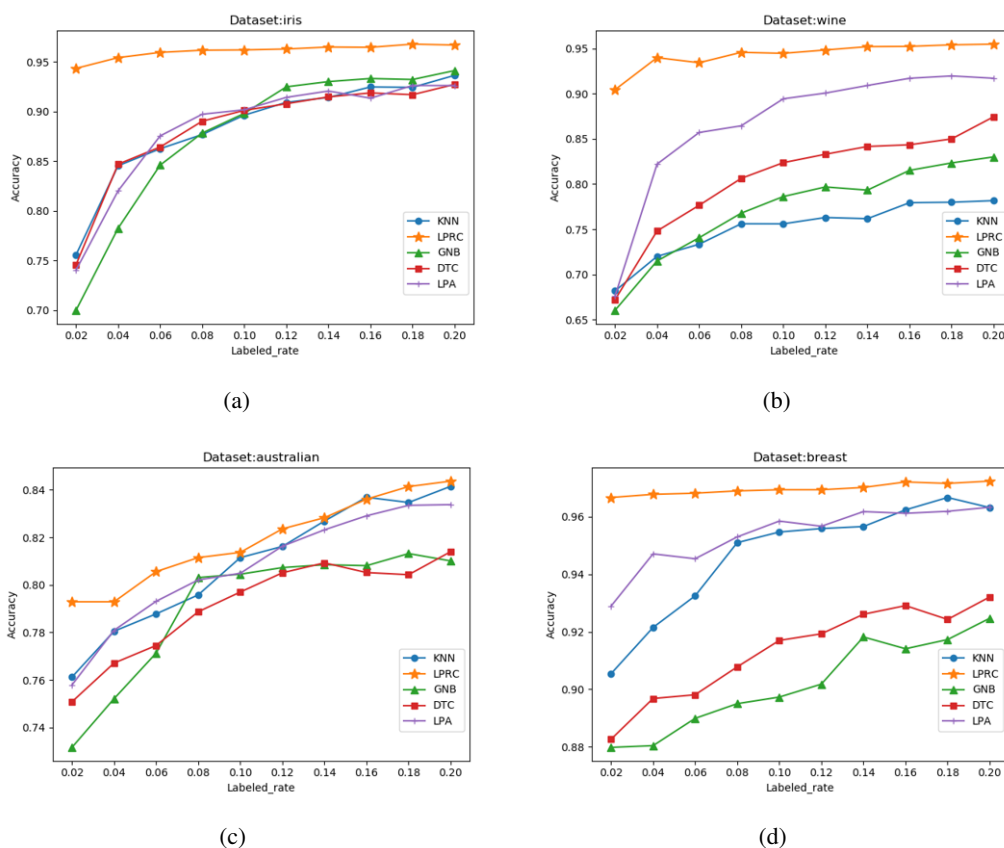 Dataset:iris
0.95
0.90
0.85
0.80
0.75
0.70
Accuracy
KNN
LPRC
GNB
DTC
LPA
0.02 0.04 0.06 0.08 0.10 0.12 0.14 0.16 0.18 0.20
Labeled_rate
(a)
Dataset:wine
0.95
0.90
0.85
0.80
0.75
0.70
0.65
Accuracy
KNN
LPRC
GNB
DTC
LPA
0.02 0.04 0.06 0.08 0.10 0.12 0.14 0.16 0.18 0.20
Labeled_rate
(b)
Dataset:australian
0.84
0.82
0.80
0.78
0.76
0.74
Accuracy
KNN
LPRC
GNB
DTC
LPA
0.02 0.04 0.06 0.08 0.10 0.12 0.14 0.16 0.18 0.20
Labeled_rate
(c)
Dataset:breast
0.96
0.94
0.92
0.90
0.88
Accuracy
KNN
LPRC
GNB
DTC
LPA
0.02 0.04 0.06 0.08 0.10 0.12 0.14 0.16 0.18 0.20
Labeled_rate
(d)